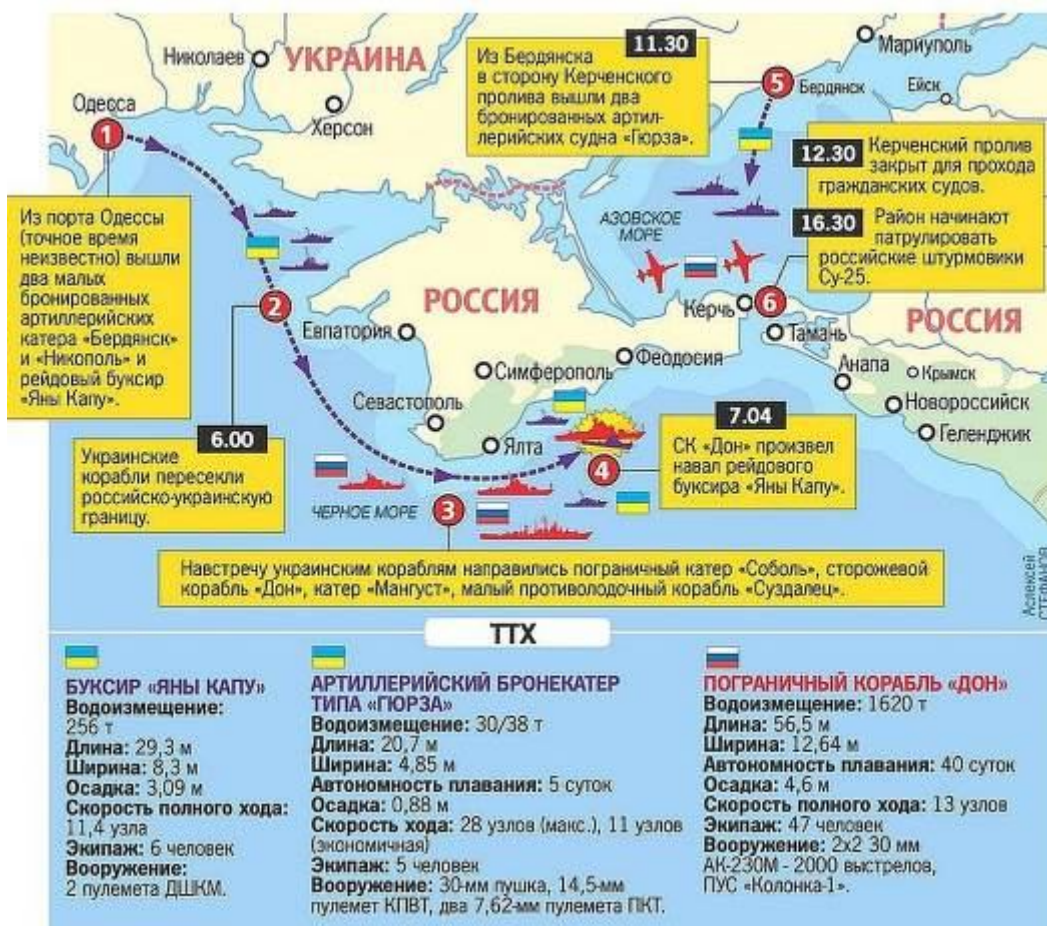 Николаев
УКРАИНА
Одесса
1
Херсон
11.30
Из Бердянска
в сторону Керченского
пролива вышли два
бронированных артил-
лерийских судна «Гюрза».
5
Мариуполь
Бердянск
Ейск
12.30 Керченский пролив
закрыт для прохода
гражданских судов.
16.30 Район начинают
патрулировать
российские штурмовики
Су-25.
АЗОВСКОЕ
МОРЕ
Из порта Одессы
(точное время
неизвестно) вышли
два малых
бронированных
артиллерийских
катера «Бердянск»
и «Никополь» и
рейдовый буксир
«Яны Капу».
2
РОССИЯ
Керчь
6
Тамань
РОССИЯ
Евпатория
Симферополь
Феодосия
Анапа
Крымск
Новороссийск
Геленджик
Севастополь
Ялта
6.00
Украинские
корабли пересекли
российско-украинскую
границу.
7.04
СК «Дон» произвел
навал рейдового
буксира «Яны Капу».
4
ЧЕРНОЕ МОРЕ
3
Навстречу украинским кораблям направились пограничный катер «Соболь», сторожевой
корабль «Дон», катер «Мангуст», малый противолодочный корабль «Суздалец».
Аслексей
СТЕФАНОВ
ТТХ
БУКСИР «ЯНЫ КАПУ»
Водоизмещение:
256 т
Длина: 29,3 м
Ширина: 8,3 м
Осадка: 3,09 м
Скорость полного хода:
11,4 узла
Экипаж: 6 человек
Вооружение:
2 пулемета ДШКМ.
АРТИЛЛЕРИЙСКИЙ БРОНЕКАТЕР
ТИПА «ГЮРЗА»
Водоизмещение: 30/38 т
Длина: 20,7 м
Ширина: 4,85 м
Автономность плавания: 5 суток
Осадка: 0,88 м
Скорость хода: 28 узлов (макс.), 11 узлов
(экономичная)
Экипаж: 5 человек
Вооружение: 30-мм пушка, 14,5-мм
пулемет КПВТ, два 7,62-мм пулемета ПКТ.
ПОГРАНИЧНЫЙ КОРАБЛЬ «ДОН»
Водоизмещение: 1620 т
Длина: 56,5 м
Ширина: 12,64 м
Автономность плавания: 40 суток
Осадка: 4,6 м
Скорость полного хода: 13 узлов
Экипаж: 47 человек
Вооружение: 2х2 30 мм
АК-230М - 2000 выстрелов,
ПУС «Колонка-1».